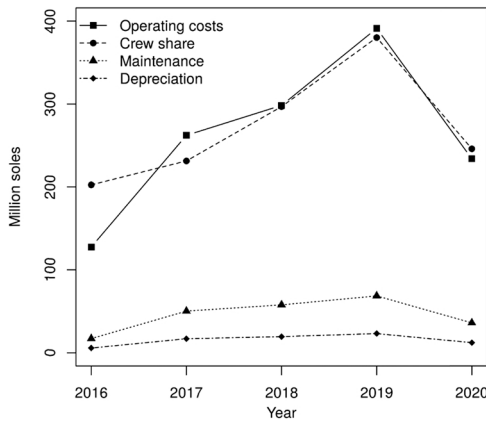 400
Operating costs
Crew share
Maintenance
Depreciation
300
200
100
0
Million soles
2016 2017 2018 2019 2020
Year